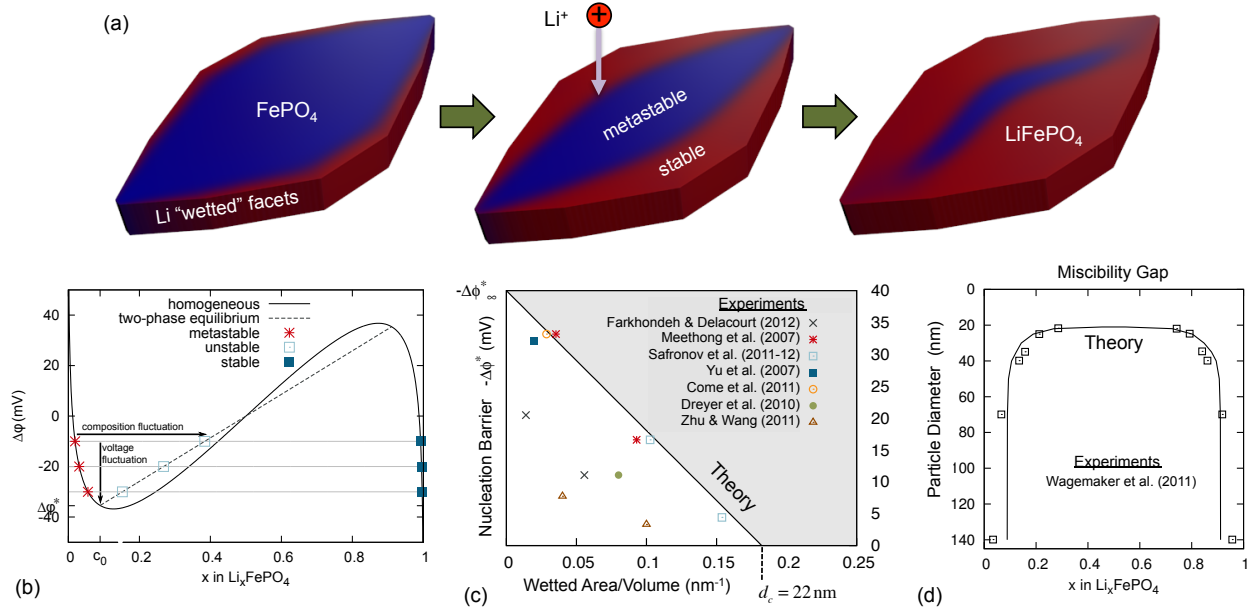 (a)
Li⁺
+
FePO₄
Li "wetted" facets
metastable
stable
LiFePO₄
40
20
0
-20
-40
Δφ*
Δφ(mV)
homogeneous
two-phase equilibrium
metastable
unstable
stable
composition fluctuation
voltage
fluctuation
0
c₀
0.2
0.4
0.6
0.8
1
x in LiₓFePO₄
(b)
-Δϕ*∞
Nucleation Barrier -Δϕ* (mV)
Experiments
Farkhondeh & Delacourt (2012)
Meethong et al. (2007)
Safronov et al. (2011-12)
Yu et al. (2007)
Come et al. (2011)
Dreyer et al. (2010)
Zhu & Wang (2011)
Theory
40
35
30
25
20
15
10
5
0
0
0.05
0.1
0.15
0.2
0.25
Wetted Area/Volume (nm⁻¹)
d_c = 22 nm
(c)
Miscibility Gap
Particle Diameter (nm)
0
20
40
60
80
100
120
140
Theory
Experiments
Wagemaker et al. (2011)
0
0.2
0.4
0.6
0.8
1
x in LiₓFePO₄
(d)